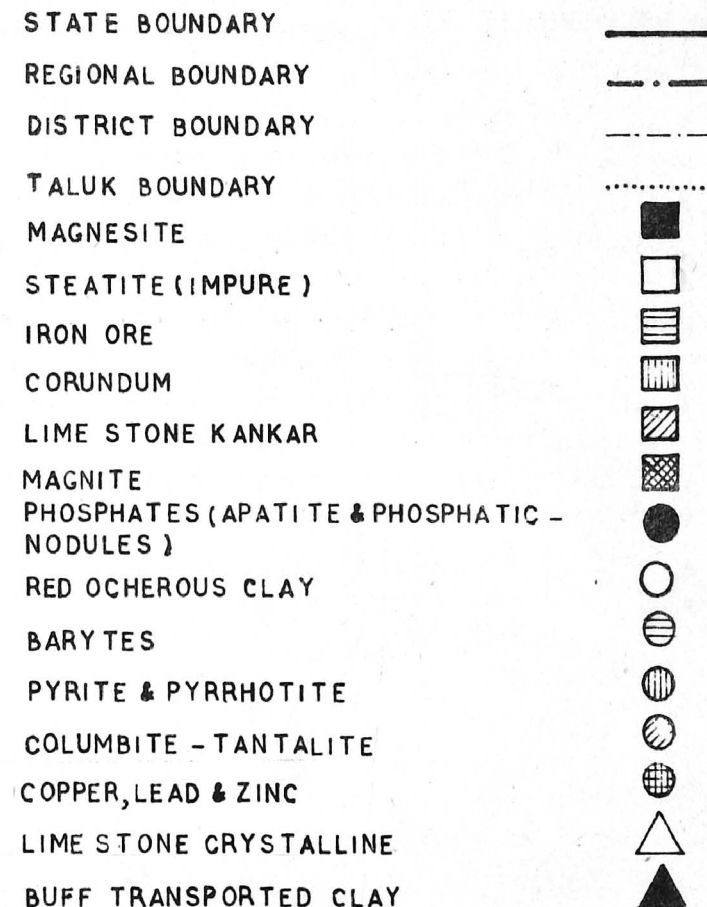 STATE BOUNDARY
REGIONAL BOUNDARY
DISTRICT BOUNDARY
TALUK BOUNDARY
MAGNESITE
STEATITE (IMPURE)
IRON ORE
CORUNDUM
LIME STONE KANKAR
MAGNITE
PHOSPHATES (APATITE & PHOSPHATIC -
NODULES)
RED OCHEROUS CLAY
BARYTES
PYRITE & PYRRHOTITE
COLUMBITE - TANTALITE
COPPER, LEAD & ZINC
LIME STONE CRYSTALLINE
BUFF TRANSPORTED CLAY